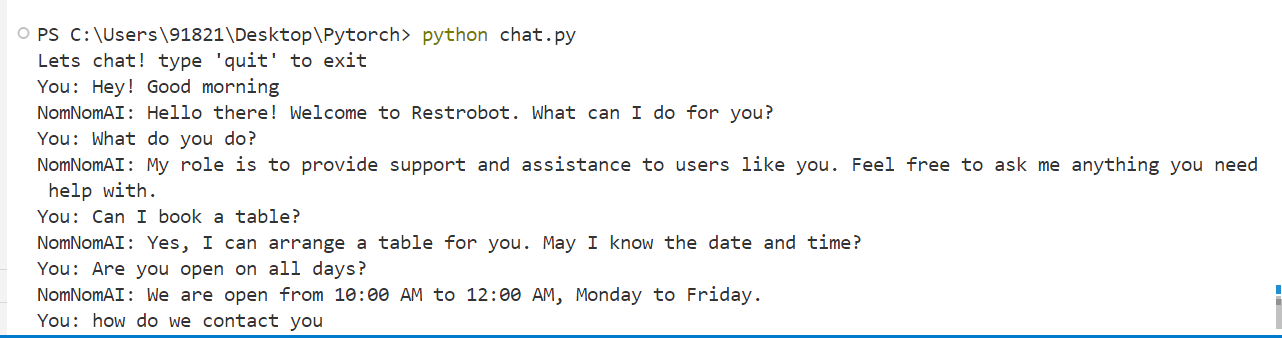 PS C:\Users\91821\Desktop\Pytorch> python chat.py
Lets chat! type 'quit' to exit
You: Hey! Good morning
NomNomAI: Hello there! Welcome to Restrobot. What can I do for you?
You: What do you do?
NomNomAI: My role is to provide support and assistance to users like you. Feel free to ask me anything you need
help with.
You: Can I book a table?
NomNomAI: Yes, I can arrange a table for you. May I know the date and time?
You: Are you open on all days?
NomNomAI: We are open from 10:00 AM to 12:00 AM, Monday to Friday.
You: how do we contact you